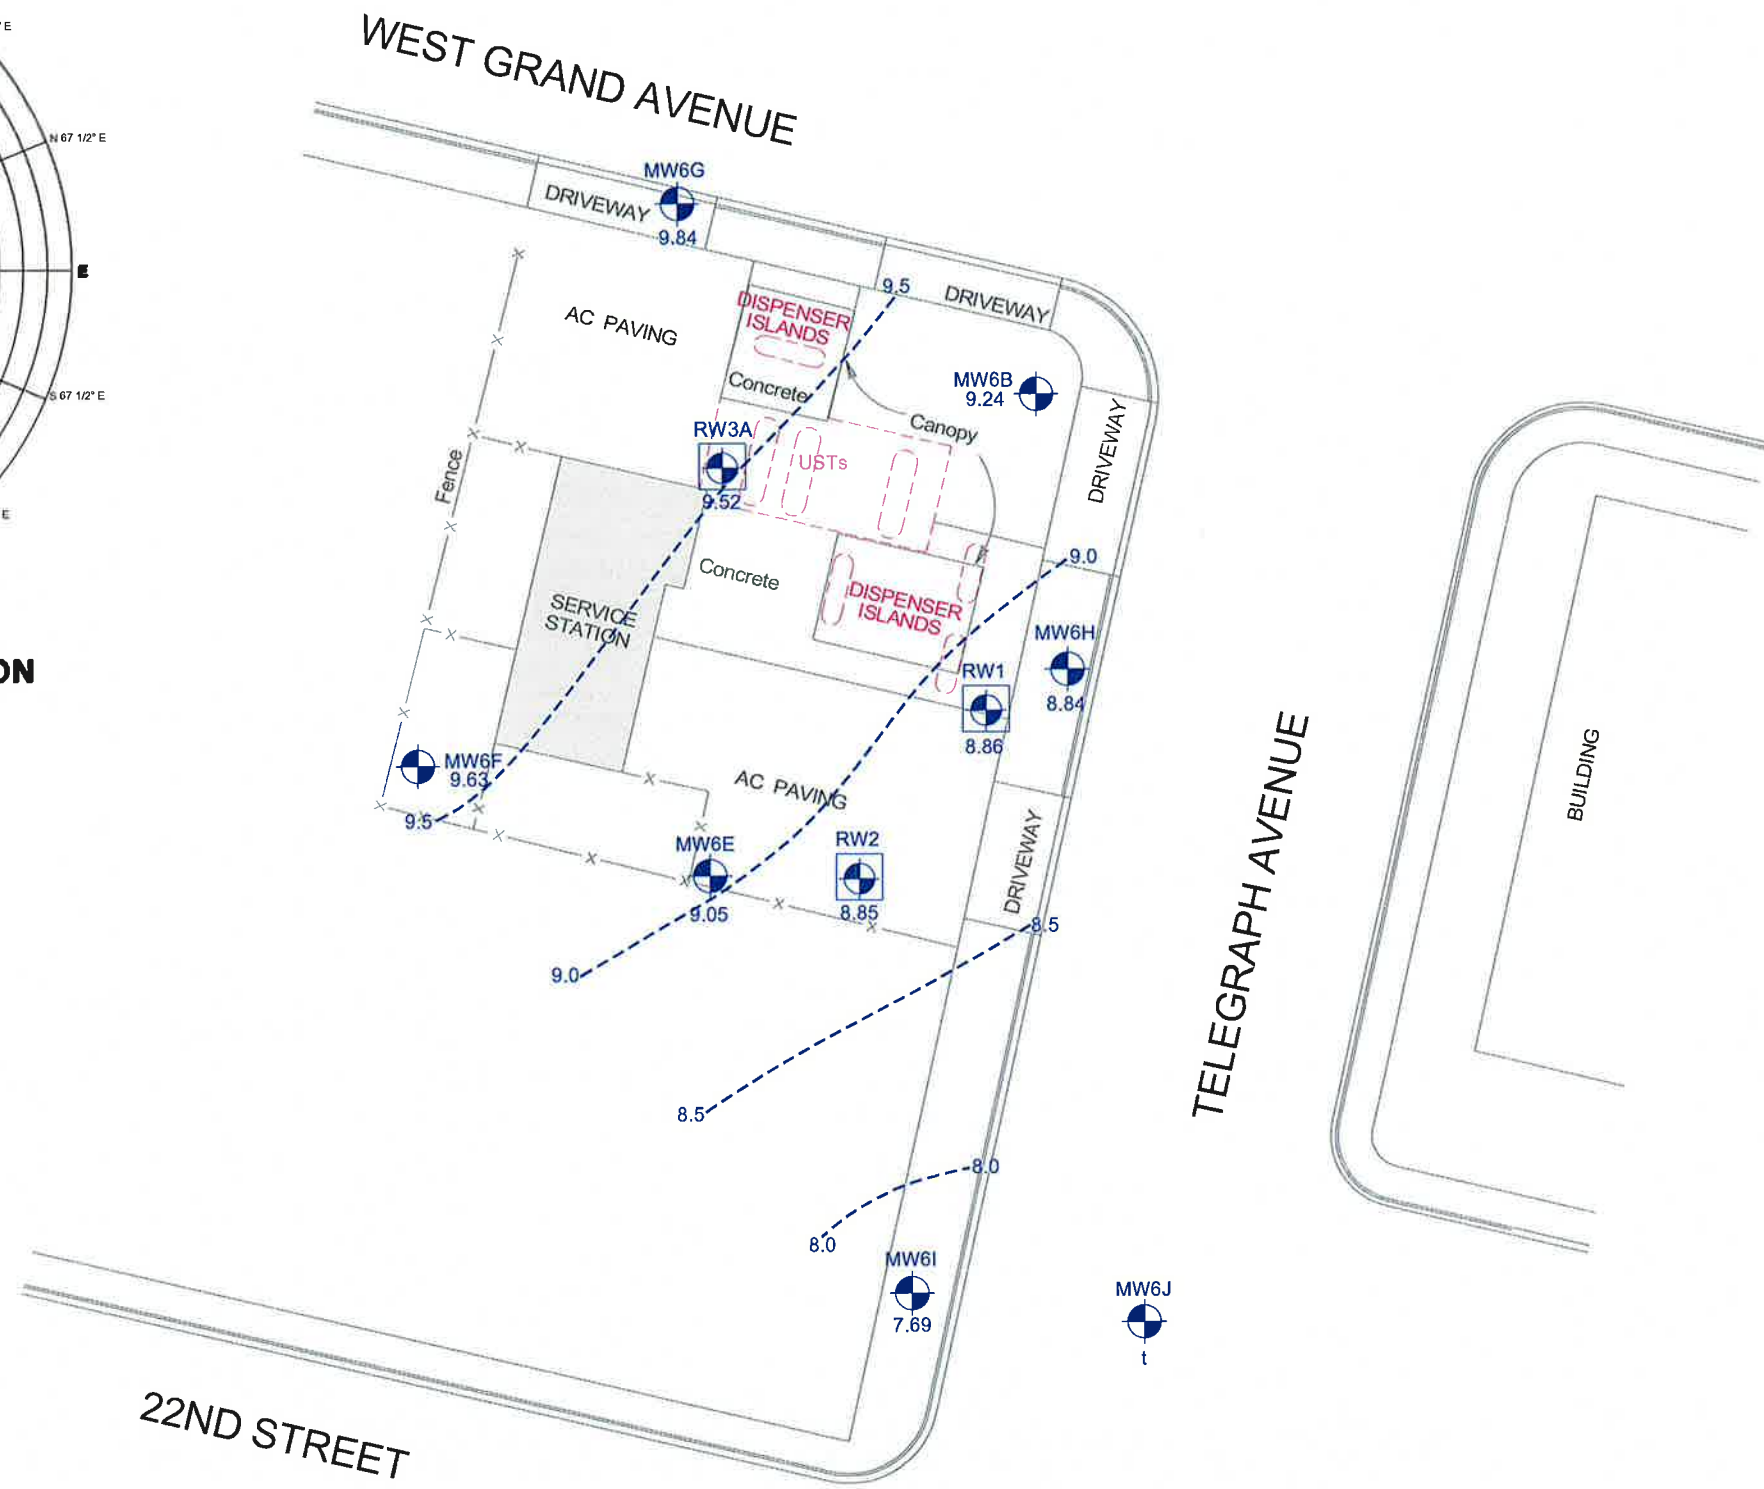 WEST GRAND AVENUE
N 67 1/2° E
E
S 67 1/2° E
E
ON
MW6G
9.84
DRIVEWAY
9.5
DRIVEWAY
AC PAVING
DISPENSER
ISLANDS
Concrete
MW6B
9.24
Canopy
DRIVEWAY
RW3A
9.52
USTs
Fence
Concrete
SERVICE
STATION
DISPENSER
ISLANDS
9.0
MW6H
8.84
RW1
8.86
MW6F
9.63
9.5
AC PAVING
MW6E
9.05
RW2
8.85
DRIVEWAY
8.5
9.0
8.5
8.0
8.0
MW6I
7.69
MW6J
t
TELEGRAPH AVENUE
BUILDING
22ND STREET